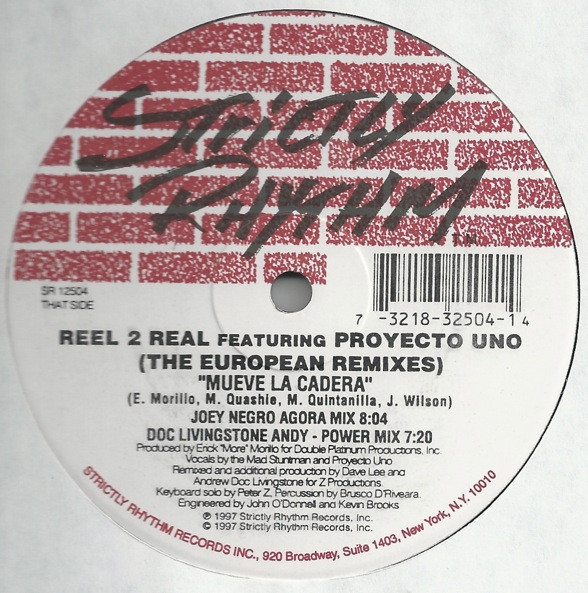 STRICTLY
RHYTHM
T.M.
SR 12504
THAT SIDE
7 -3218-32504-1 4
REEL 2 REAL FEATURING PROYECTO UNO
(THE EUROPEAN REMIXES)
"MUEVE LA CADERA"
(E. Morillo, M. Quashie, M. Quintanilla, J. Wilson)
JOEY NEGRO AGORA MIX 8:04
DOC LIVINGSTONE ANDY - POWER MIX 7:20
Produced by Erick "More" Morillo for Double Platinum Productions, Inc.
Vocals by the Mad Stuntman and Proyecto Uno
Remixed and additional production by Dave Lee and
Andrew Doc Livingstone for Z Productions.
Keyboard solo by Peter Z, Percussion by Brusco D'Riveara.
Engineered by John O'Donnell and Kevin Brooks
℗ 1997 Strictly Rhythm Records, Inc.
© 1997 Strictly Rhythm Records, Inc.
STRICTLY RHYTHM RECORDS INC., 920 Broadway, Suite 1403, New York, N.Y. 10010